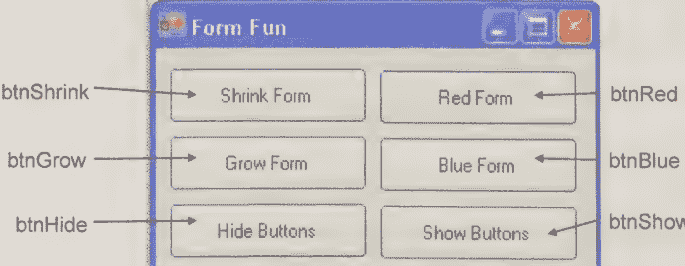 Form Fun
btnShrink Shrink Form Red Form btnRed
btnGrow Grow Form Blue Form btnBlue
btnHide Hide Buttons Show Buttons btnShow